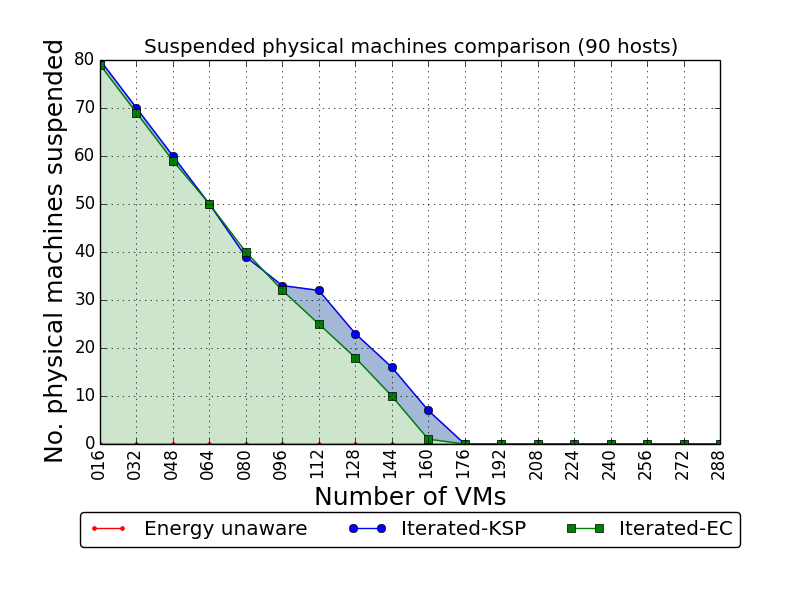 Suspended physical machines comparison (90 hosts)
No. physical machines suspended
80
70
60
50
40
30
20
10
0
016 032 048 064 080 096 112 128 144 160 176 192 208 224 240 256 272 288
Number of VMs
Energy unaware Iterated-KSP Iterated-EC